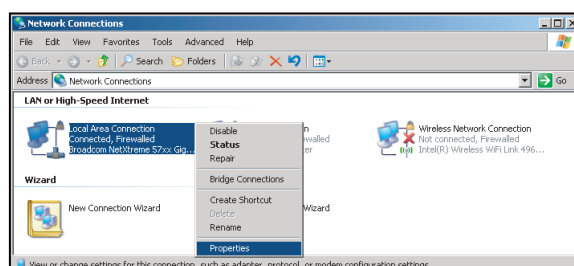 Network Connections
File Edit View Favorites Tools Advanced Help
Back Search Folders
Address Network Connections Go
LAN or High-Speed Internet
Local Area Connection
Connected, Firewalled
Broadcom NetXtreme 57xx Gig...
Wireless Network Connection
Not connected, Firewalled
Intel(R) Wireless WiFi Link 496...
Disable
Status
Repair
Bridge Connections
Create Shortcut
Delete
Rename
Properties
Wizard
New Connection Wizard
Wizard
View or change settings for this connection, such as adapter, protocol, or modem configuration settings.